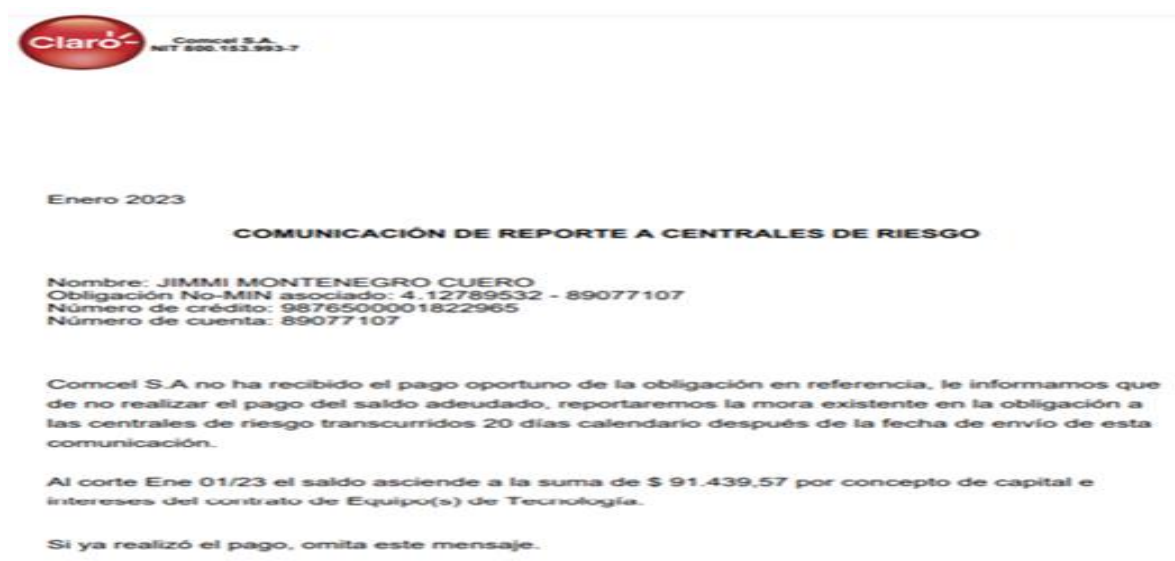 Claro
Comcel S.A.
NIT 800.153.993-7
Enero 2023
COMUNICACIÓN DE REPORTE A CENTRALES DE RIESGO
Nombre: JIMMI MONTENEGRO CUERO
Obligación No-MIN asociado: 4.12789532 - 89077107
Número de crédito: 9876500001822965
Número de cuenta: 89077107
Comcel S.A no ha recibido el pago oportuno de la obligación en referencia, le informamos que
de no realizar el pago del saldo adeudado, reportaremos la mora existente en la obligación a
las centrales de riesgo transcurridos 20 días calendario después de la fecha de envío de esta
comunicación.
Al corte Ene 01/23 el saldo asciende a la suma de $ 91.439,57 por concepto de capital e
intereses del contrato de Equipo(s) de Tecnología.
Si ya realizó el pago, omita este mensaje.